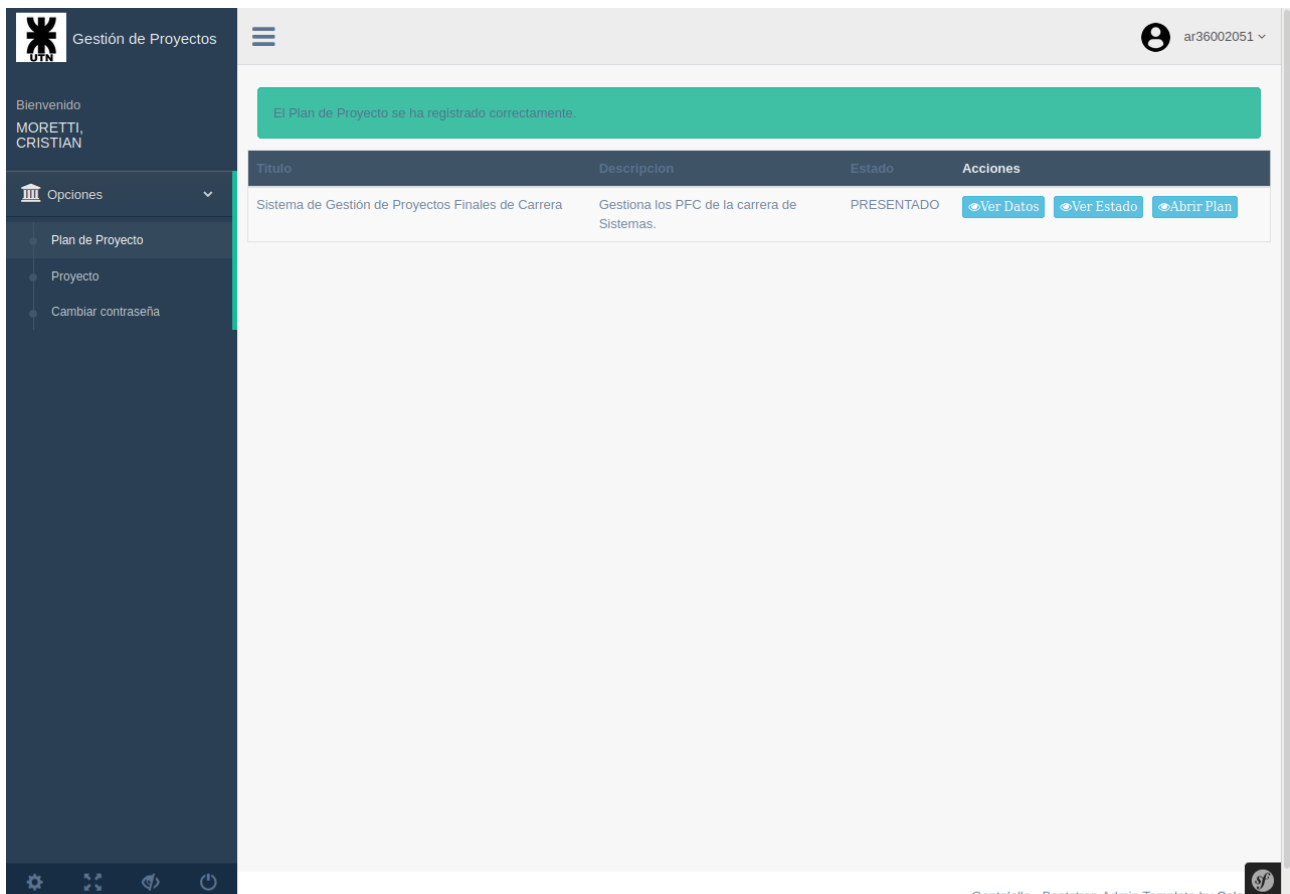 UTN
Gestión de Proyectos
ar36002051
Bienvenido
MORETTI,
CRISTIAN
Opciones
Plan de Proyecto
Proyecto
Cambiar contraseña
El Plan de Proyecto se ha registrado correctamente.
Titulo Descripcion Estado Acciones
Sistema de Gestión de Proyectos Finales de Carrera Gestiona los PFC de la carrera de PRESENTADO Ver Datos Ver Estado Abrir Plan
Sistemas.
sf